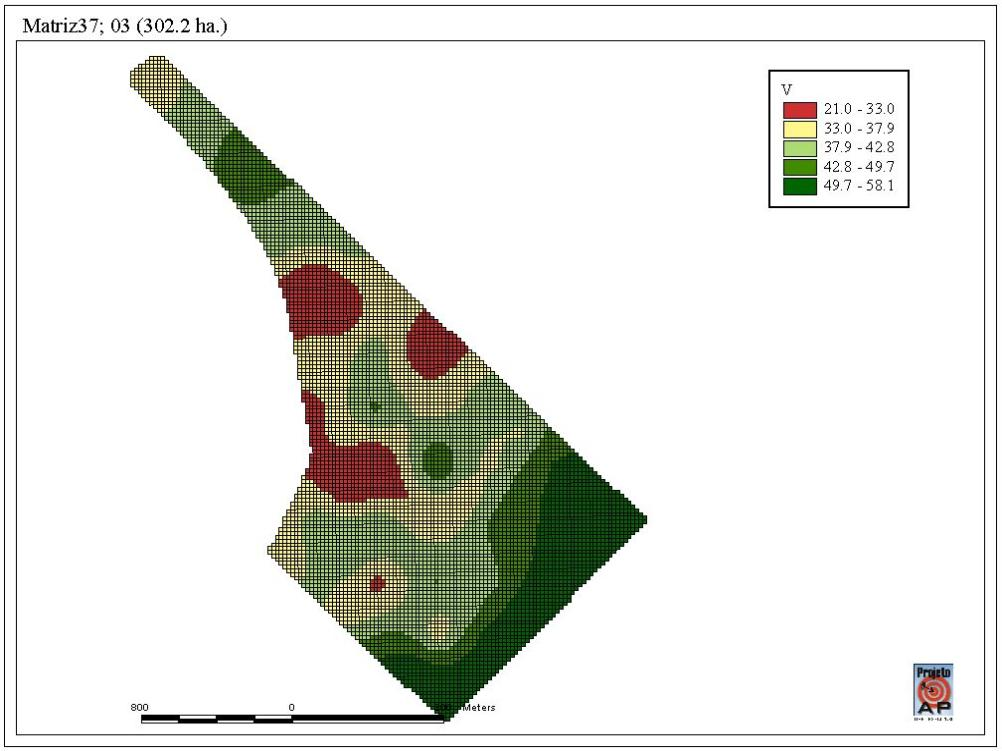 Matriz37; 03 (302.2 ha.)
V
21.0 - 33.0
33.0 - 37.9
37.9 - 42.8
42.8 - 49.7
49.7 - 58.1
Projeto
AP
800 0 Meters